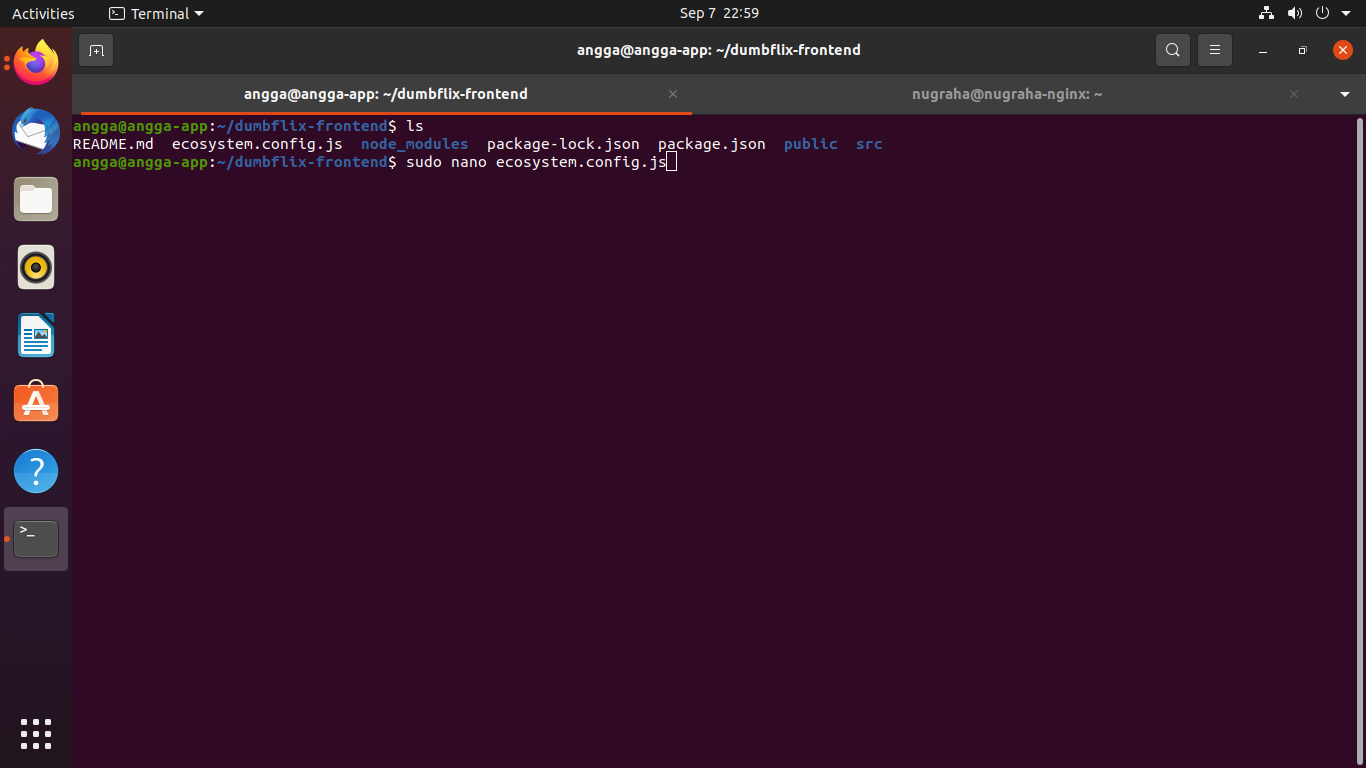 Activities
Terminal
Sep 7 22:59
angga@angga-app: ~/dumbflix-frontend
angga@angga-app: ~/dumbflix-frontend
nugraha@nugraha-nginx: ~
angga@angga-app:~/dumbflix-frontend$ ls
README.md ecosystem.config.js node_modules package-lock.json package.json public src
angga@angga-app:~/dumbflix-frontend$ sudo nano ecosystem.config.js